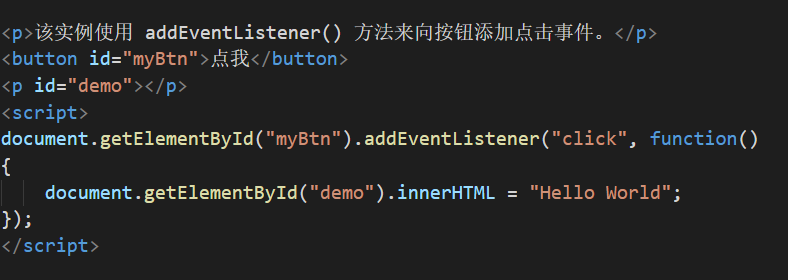 <p>该实例使用 addEventListener() 方法来向按钮添加点击事件。</p>
<button id="myBtn">点我</button>
<p id="demo"></p>
<script>
document.getElementById("myBtn").addEventListener("click", function()
{
    document.getElementById("demo").innerHTML = "Hello World";
});
</script>